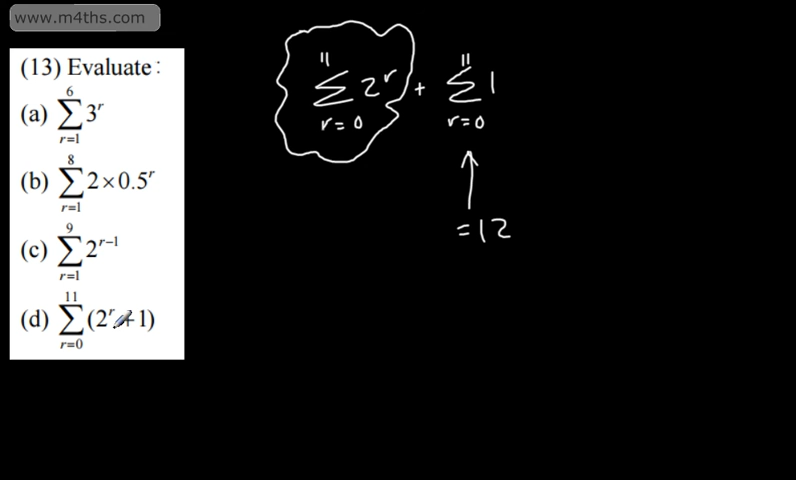 www.m4ths.com
(13) Evaluate:
(a) ∑_{r=1}^{6} 3^r
(b) ∑_{r=1}^{8} 2 × 0.5^r
(c) ∑_{r=1}^{9} 2^{r−1}
(d) ∑_{r=0}^{11} (2^r + 1)
∑_{r=0}^{11} 2^r + ∑_{r=0}^{11} 1
=12